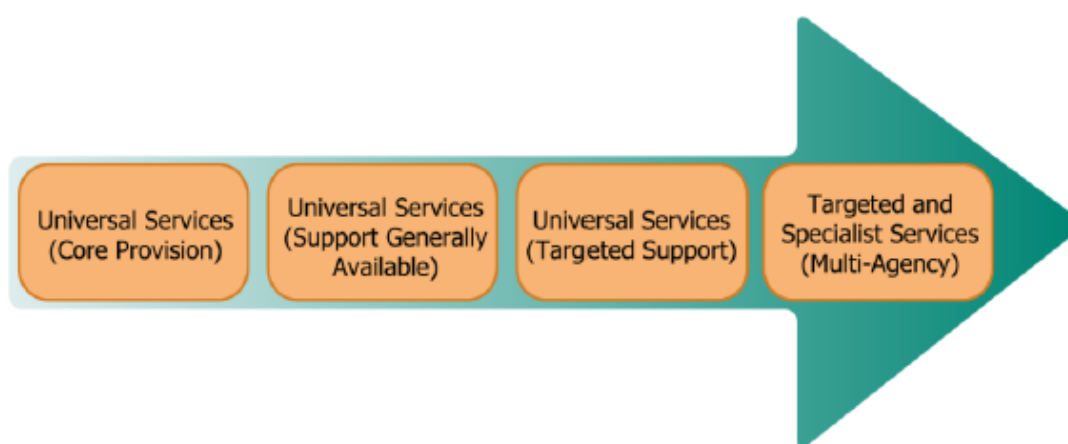 Universal Services
(Core Provision)
Universal Services
(Support Generally
Available)
Universal Services
(Targeted Support)
Targeted and
Specialist Services
(Multi-Agency)